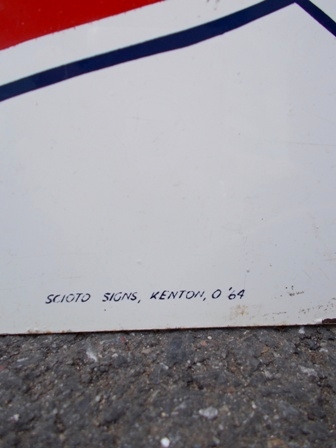 SCIOTO SIGNS, KENTON, O '64